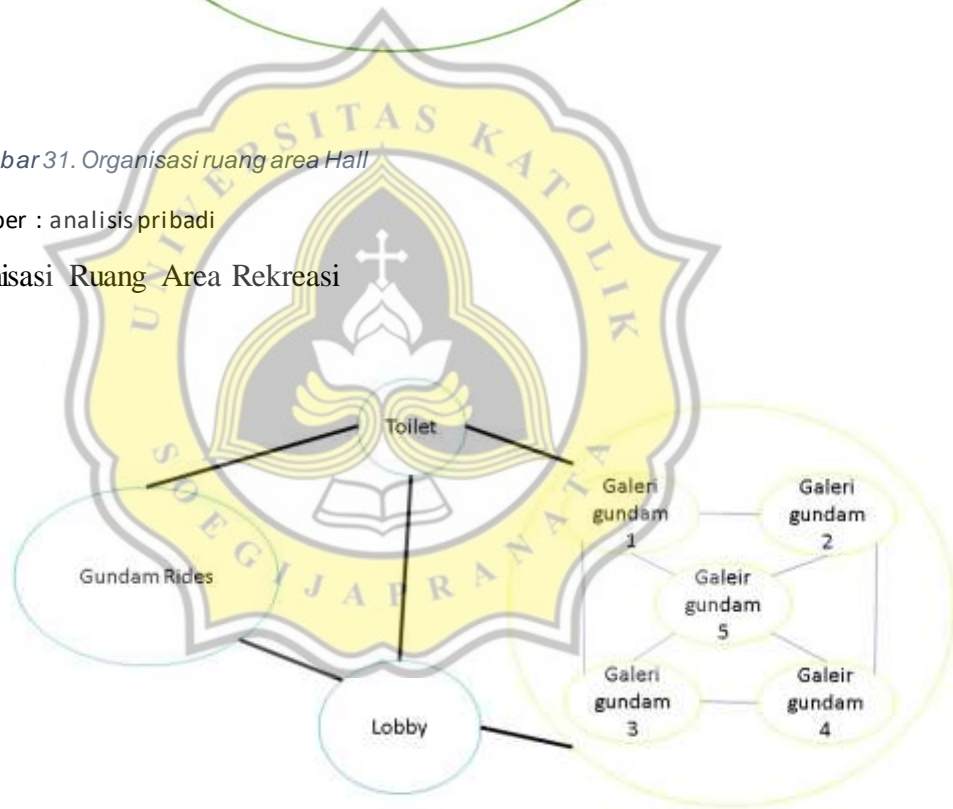 bar 31. Organisasi ruang area Hall
ber : analisis pribadi
nisasi Ruang Area Rekreasi
UNIVERSITAS KATOLIK
SOEGIJAPRANATA
Toilet
Gundam Rides
Lobby
Galeri
gundam
1
Galeri
gundam
2
Galeir
gundam
5
Galeri
gundam
3
Galeir
gundam
4